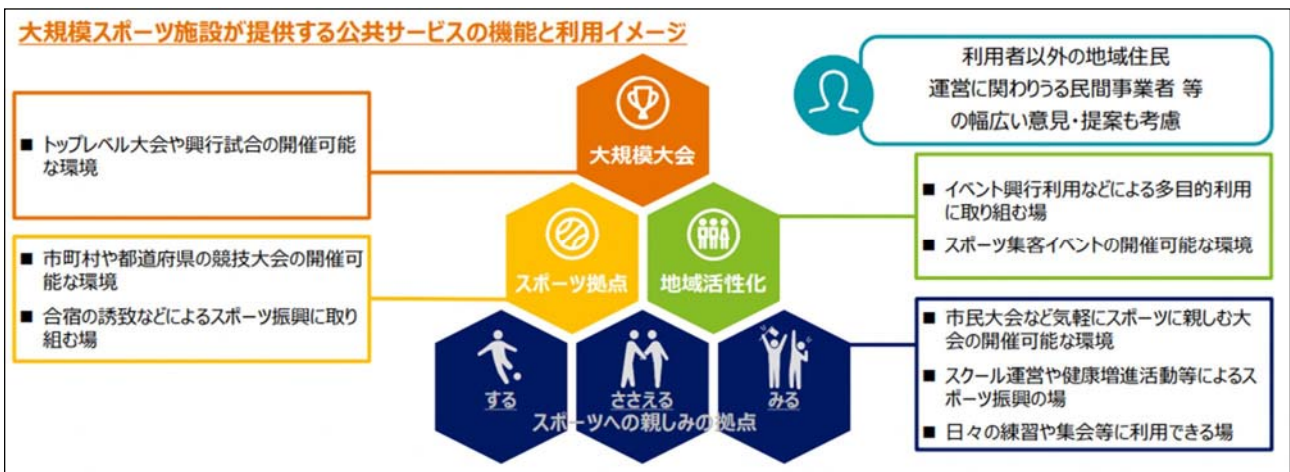 大規模スポーツ施設が提供する公共サービスの機能と利用イメージ
利用者以外の地域住民
運営に関わりうる民間事業者 等
の幅広い意見・提案も考慮
■ トップレベル大会や興行試合の開催可能
な環境
大規模大会
■ 市町村や都道府県の競技大会の開催可
能な環境
■ 合宿の誘致などによるスポーツ振興に取り
組む場
スポーツ拠点
地域活性化
■ イベント興行利用などによる多目的利用
に取り組む場
■ スポーツ集客イベントの開催可能な環境
する
ささえる
みる
スポーツへの親しみの拠点
■ 市民大会など気軽にスポーツに親しむ大
会の開催可能な環境
■ スクール運営や健康増進活動等によるス
ポーツ振興の場
■ 日々の練習や集会等に利用できる場